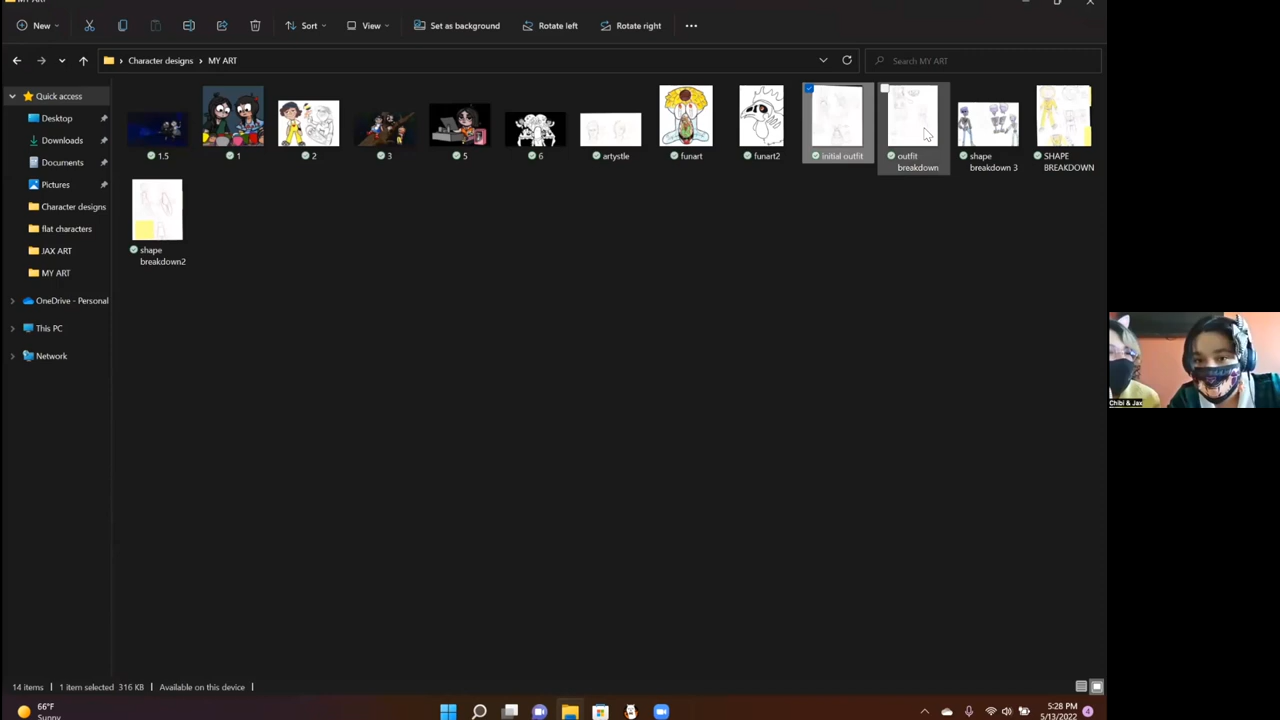 MY ART
New
Sort
View
Set as background
Rotate left
Rotate right
Character designs > MY ART
Search MY ART
Quick access
Desktop
Downloads
Documents
Pictures
Character designs
flat characters
JAX ART
MY ART
OneDrive - Personal
This PC
Network
1.5
1
2
3
5
6
artystle
funart
funart2
initial outfit
outfit
breakdown
shape
breakdown 3
SHAPE
BREAKDOWN
shape
breakdown2
Chibi & Jax
14 items
1 item selected 316 KB
Available on this device
66°F
Sunny
5:28 PM
5/13/2022
4